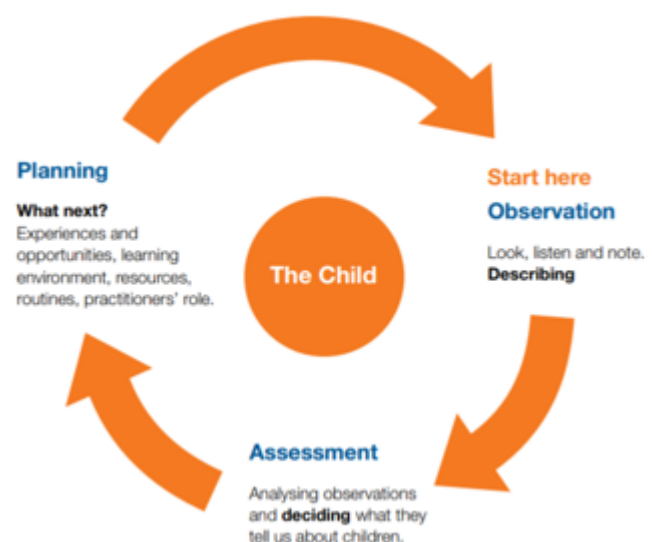 Planning
What next?
Experiences and
opportunities, learning
environment, resources,
routines, practitioners' role.
The Child
Start here
Observation
Look, listen and note.
Describing
Assessment
Analysing observations
and deciding what they
tell us about children.